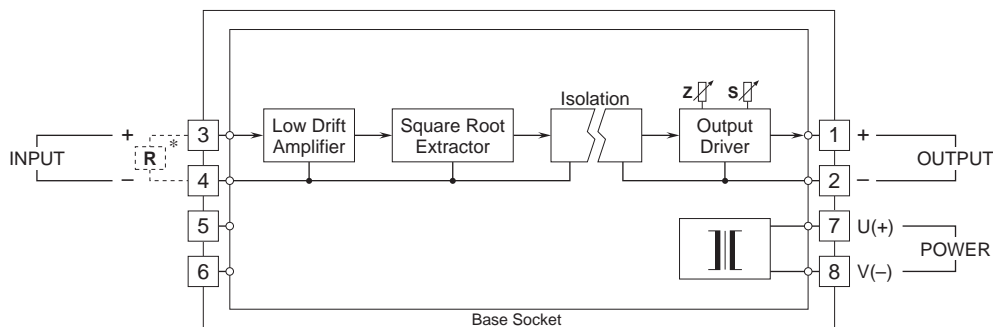 Isolation
Z
S
Low Drift
Amplifier
Square Root
Extractor
Output
Driver
INPUT
+
–
R
*
3
4
5
6
1
2
7
8
+
–
OUTPUT
U(+)
V(–)
POWER
Base Socket